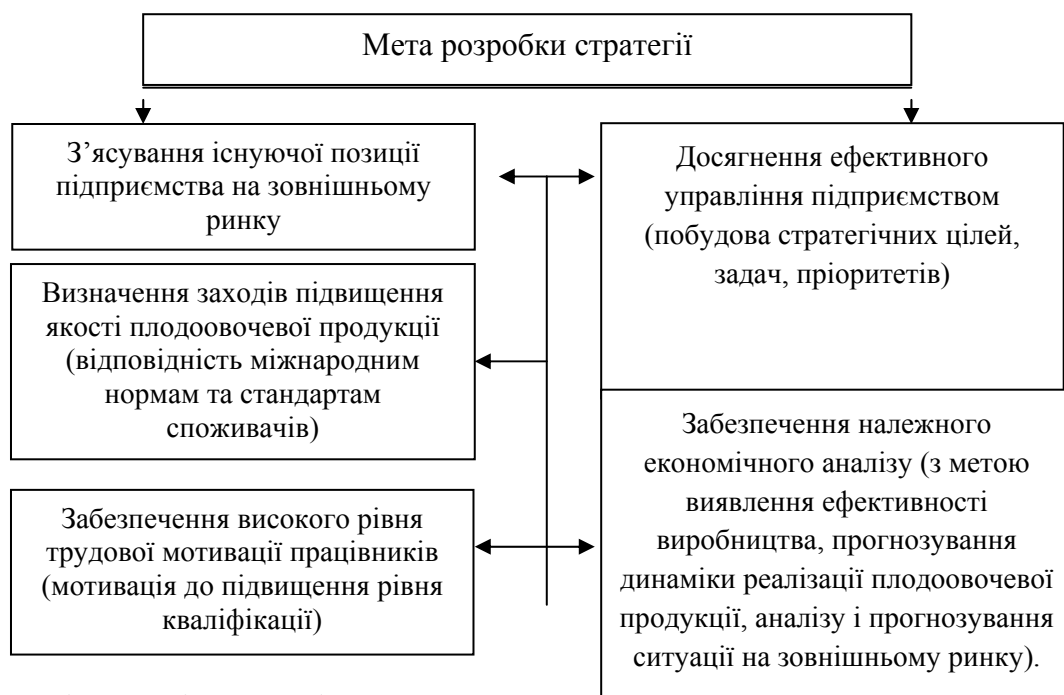 Мета розробки стратегії
З’ясування існуючої позиції
підприємства на зовнішньому
ринку
Визначення заходів підвищення
якості плодоовочевої продукції
(відповідність міжнародним
нормам та стандартам
споживачів)
Забезпечення високого рівня
трудової мотивації працівників
(мотивація до підвищення рівня
кваліфікації)
Досягнення ефективного
управління підприємством
(побудова стратегічних цілей,
задач, пріоритетів)
Забезпечення належного
економічного аналізу (з метою
виявлення ефективності
виробництва, прогнозування
динаміки реалізації плодоовочевої
продукції, аналізу і прогнозування
ситуації на зовнішньому ринку).